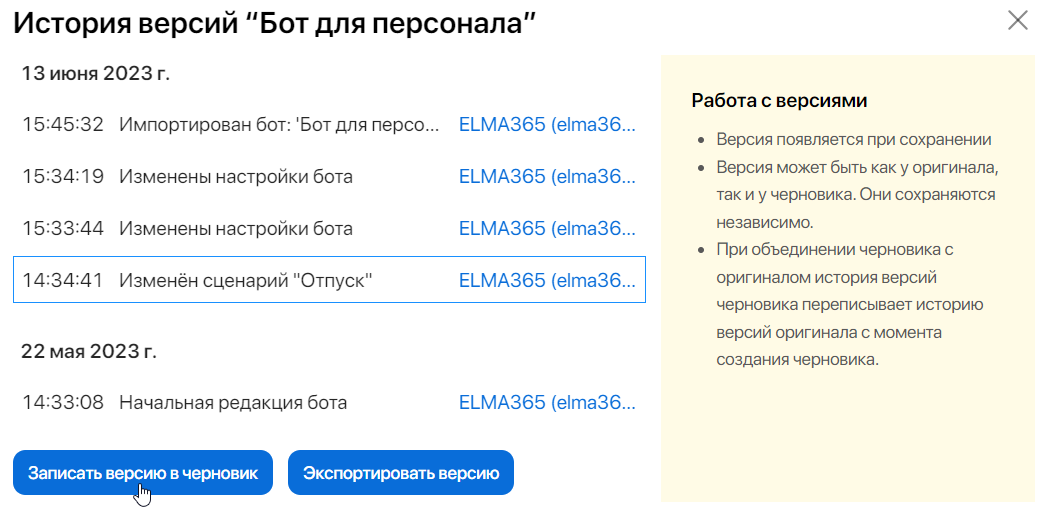 История версий “Бот для персонала”
13 июня 2023 г.
15:45:32 Импортирован бот: 'Бот для персо... ELMA365 (elma36...
15:34:19 Изменены настройки бота ELMA365 (elma36...
15:33:44 Изменены настройки бота ELMA365 (elma36...
14:34:41 Изменён сценарий "Отпуск" ELMA365 (elma36...
22 мая 2023 г.
14:33:08 Начальная редакция бота ELMA365 (elma36...
Записать версию в черновик Экспортировать версию
Работа с версиями
• Версия появляется при сохранении
• Версия может быть как у оригинала,
так и у черновика. Они сохраняются
независимо.
• При объединении черновика с
оригиналом история версий
черновика переписывает историю
версий оригинала с момента
создания черновика.